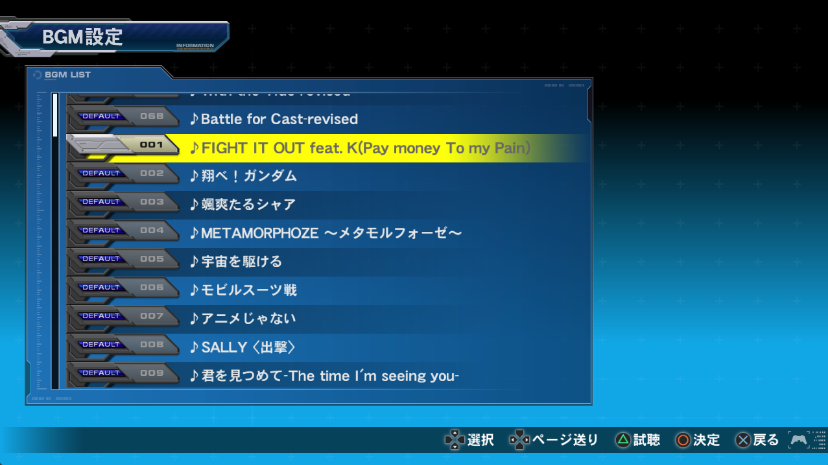 BGM設定
INFORMATION
BGM LIST
DEFAULT 068 ♪Battle for Cast-revised
001 ♪FIGHT IT OUT feat. K(Pay money To my Pain)
DEFAULT 002 ♪翔べ！ガンダム
DEFAULT 003 ♪颯爽たるシャア
DEFAULT 004 ♪METAMORPHOZE ～メタモルフォーゼ～
DEFAULT 005 ♪宇宙を駆ける
DEFAULT 006 ♪モビルスーツ戦
DEFAULT 007 ♪アニメじゃない
DEFAULT 008 ♪SALLY〈出撃〉
DEFAULT 009 ♪君を見つめて-The time I'm seeing you-
選択 ページ送り 試聴 決定 戻る